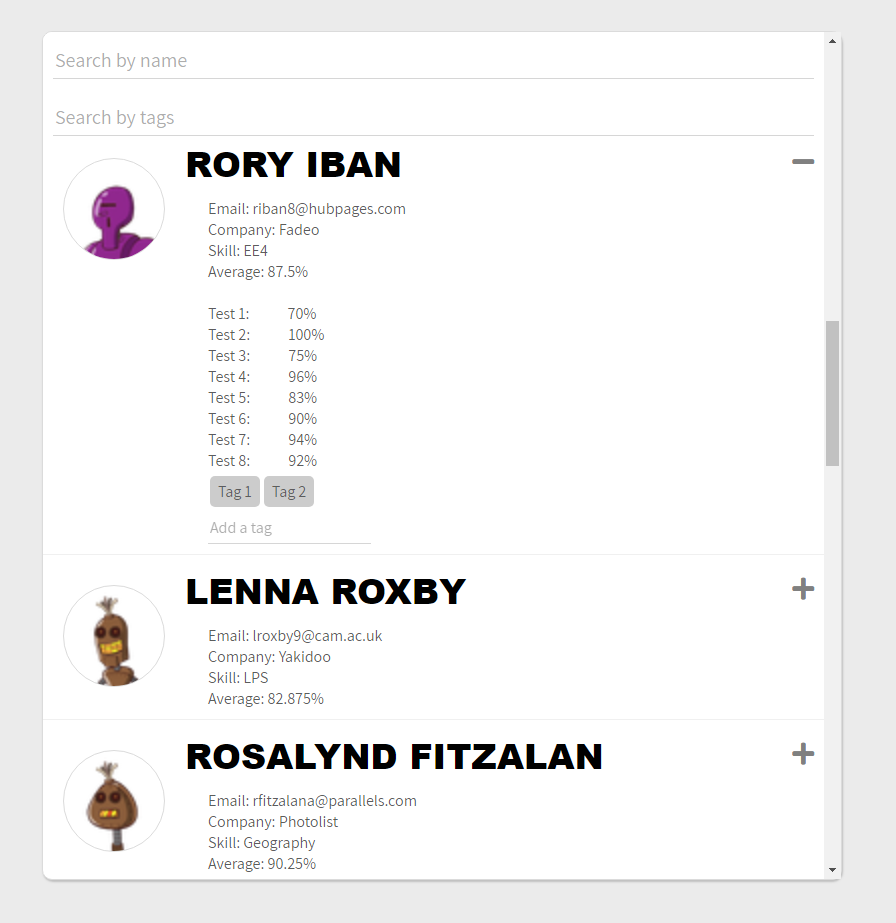 Search by name
Search by tags
RORY IBAN
Email: riban8@hubpages.com
Company: Fadeo
Skill: EE4
Average: 87.5%
Test 1: 70%
Test 2: 100%
Test 3: 75%
Test 4: 96%
Test 5: 83%
Test 6: 90%
Test 7: 94%
Test 8: 92%
Tag 1 Tag 2
Add a tag
LENNA ROXBY
Email: lroxby9@cam.ac.uk
Company: Yakidoo
Skill: LPS
Average: 82.875%
ROSALYND FITZALAN
Email: rfitzalana@parallels.com
Company: Photolist
Skill: Geography
Average: 90.25%